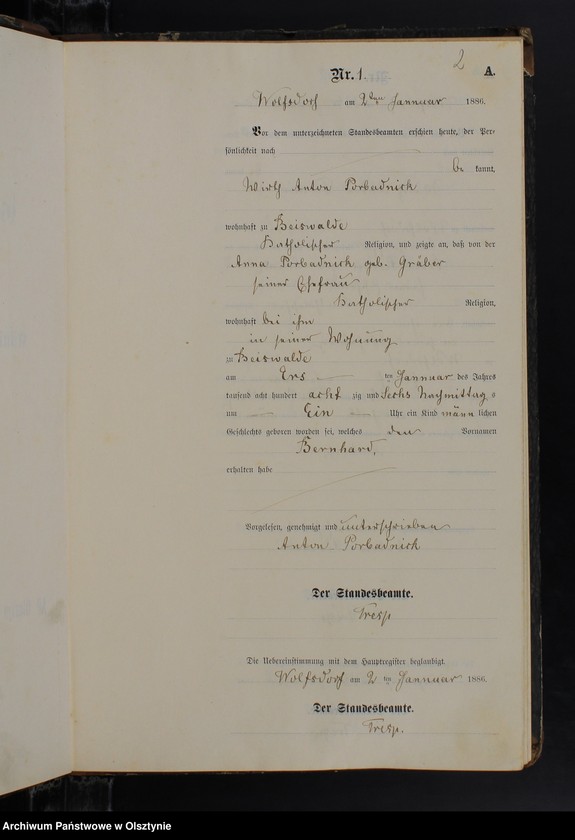 2
Nr. 1. A.
Wolfsdorf am 2ten Jannuar 1886.
Vor dem unterzeichneten Standesbeamten erschien heute, der Per=
sönlichkeit nach
be kannt,
Wirth Anton Porbadnick
wohnhaft zu Beiswalde
Katholischer Religion, und zeigte an, daß von der
Anna Porbadnick geb. Gräber
seiner Ehefrau
Katholischer Religion,
wohnhaft bei ihm
in seiner Wohnung
zu Beiswalde
am Ers ten Jannuar des Jahres
tausend acht hundert acht zig und Sechs Nachmittags
um Ein Uhr ein Kind männ lichen
Geschlechts geboren worden sei, welches den Vornamen
Bernhard,
erhalten habe
Vorgelesen, genehmigt und unterschrieben
Anton Porbadnick
Der Standesbeamte.
Tresp
Die Uebereinstimmung mit dem Hauptregister beglaubigt.
Wolfsdorf am 2 ten Jannuar 1886.
Der Standesbeamte.
Tresp.
Archiwum Państwowe w Olsztynie